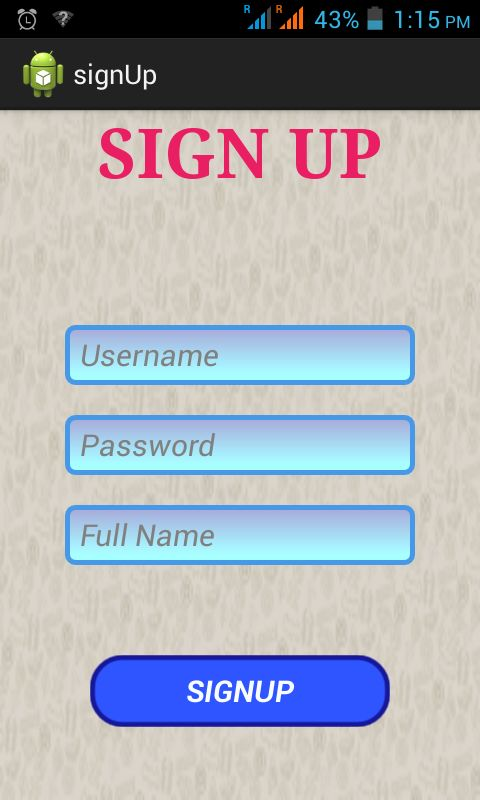 R R 43% 1:15 PM
signUp
SIGN UP
Username
Password
Full Name
SIGNUP